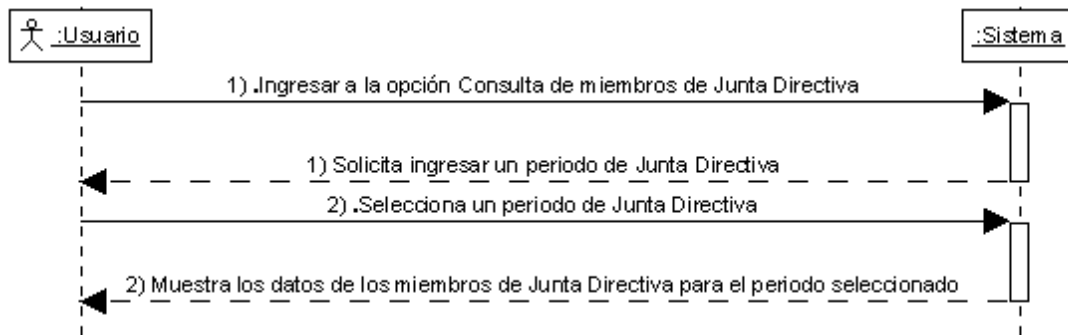 :Usuario
:Sistema
1) .Ingresar a la opción Consulta de miembros de Junta Directiva
1) Solicita ingresar un periodo de Junta Directiva
2) .Selecciona un periodo de Junta Directiva
2) Muestra los datos de los miembros de Junta Directiva para el periodo seleccionado